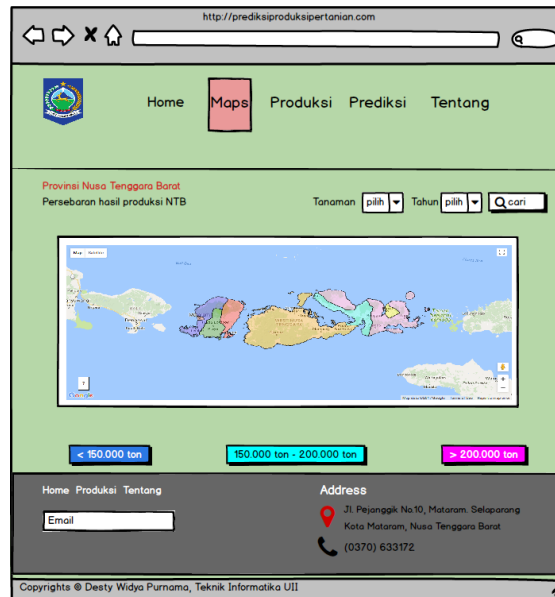 http://prediksiproduksipertanian.com
Home Maps Produksi Prediksi Tentang
Provinsi Nusa Tenggara Barat
Persebaran hasil produksi NTB
Tanaman pilih Tahun pilih cari
Map Satellite
Google
< 150.000 ton 150.000 ton - 200.000 ton > 200.000 ton
Home Produksi Tentang
Email
Address
Jl. Pejanggik No.10, Mataram. Selaparang
Kota Mataram, Nusa Tenggara Barat
(0370) 633172
Copyrights © Desty Widya Purnama, Teknik Informatika UII